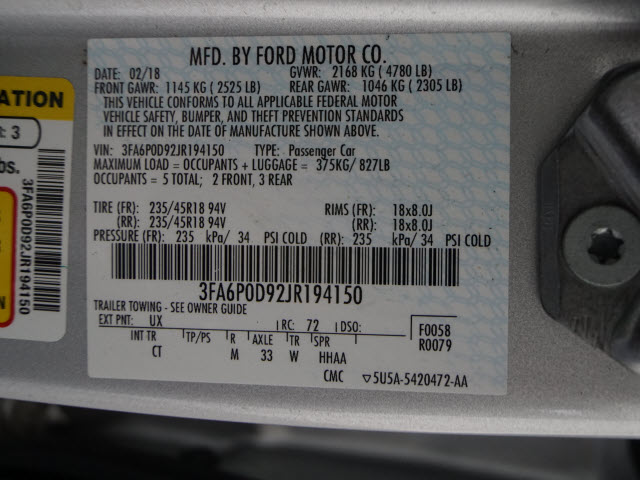 MFD. BY FORD MOTOR CO.
DATE: 02/18 GVWR: 2168 KG ( 4780 LB)
FRONT GAWR: 1145 KG ( 2525 LB) REAR GAWR: 1046 KG ( 2305 LB)
THIS VEHICLE CONFORMS TO ALL APPLICABLE FEDERAL MOTOR
VEHICLE SAFETY, BUMPER, AND THEFT PREVENTION STANDARDS
IN EFFECT ON THE DATE OF MANUFACTURE SHOWN ABOVE.
VIN: 3FA6P0D92JR194150 TYPE: Passenger Car
MAXIMUM LOAD = OCCUPANTS + LUGGAGE = 375KG/ 827LB
OCCUPANTS = 5 TOTAL; 2 FRONT, 3 REAR
TIRE (FR): 235/45R18 94V RIMS (FR): 18x8.0J
(RR): 235/45R18 94V (RR): 18x8.0J
PRESSURE (FR): 235 kPa/ 34 PSI COLD (RR): 235 kPa/ 34 PSI COLD
3FA6P0D92JR194150
TRAILER TOWING - SEE OWNER GUIDE
EXT PNT: UX RC: 72 DSO: F0058
INT TR TP/PS R AXLE TR SPR R0079
CT M 33 W HHAA
CMC ▽5U5A-5420472-AA
ATION
: 3
bs.
3FA6P0D92JR194150